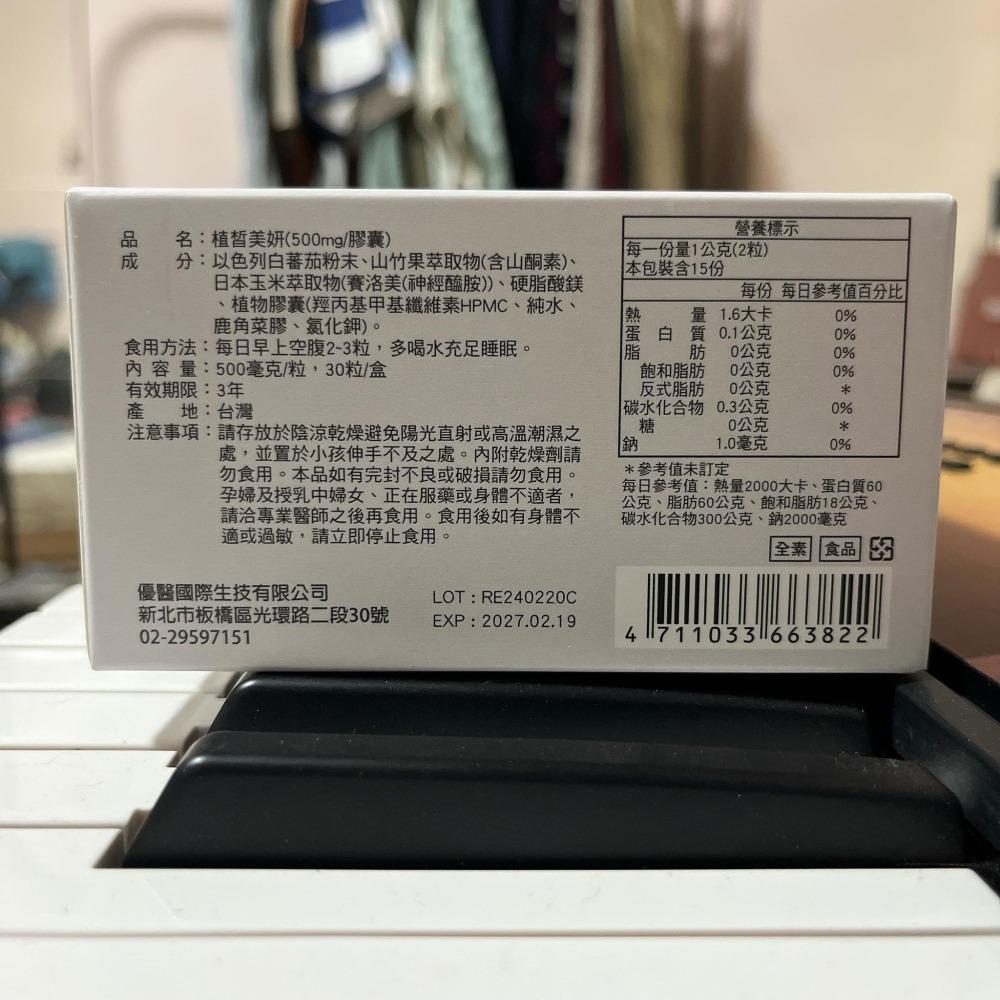 品名：植皙美妍(500mg/膠囊)
成分：以色列白蕃茄粉末、山竹果萃取物(含山酮素)、
日本玉米萃取物(賽洛美(神經醯胺))、硬脂酸鎂
、植物膠囊(羥丙基甲基纖維素HPMC、純水、
鹿角菜膠、氯化鉀)。
食用方法：每日早上空腹2~3粒，多喝水充足睡眠。
內容量：500毫克/粒，30粒/盒
有效期限：3年
產地：台灣
注意事項：請存放於陰涼乾燥避免陽光直射或高溫潮濕之
處，並置於小孩伸手不及之處。內附乾燥劑請
勿食用。本品如有完封不良或破損請勿食用。
孕婦及授乳中婦女、正在服藥或身體不適者，
請洽專業醫師之後再食用。食用後如有身體不
適或過敏，請立即停止食用。
優醫國際生技有限公司
新北市板橋區光環路二段30號
02-29597151
LOT：RE240220C
EXP：2027.02.19
營養標示
每一份量1公克(2粒)
本包裝含15份
每份 每日參考值百分比
熱量 1.6大卡 0%
蛋白質 0.1公克 0%
脂肪 0公克 0%
飽和脂肪 0公克 0%
反式脂肪 0公克 *
碳水化合物 0.3公克 0%
糖 0公克 *
鈉 1.0毫克 0%
*參考值未訂定
每日參考值：熱量2000大卡、蛋白質60
公克、脂肪60公克、飽和脂肪18公克、
碳水化合物300公克、鈉2000毫克
全素 食品
4 711033 663822